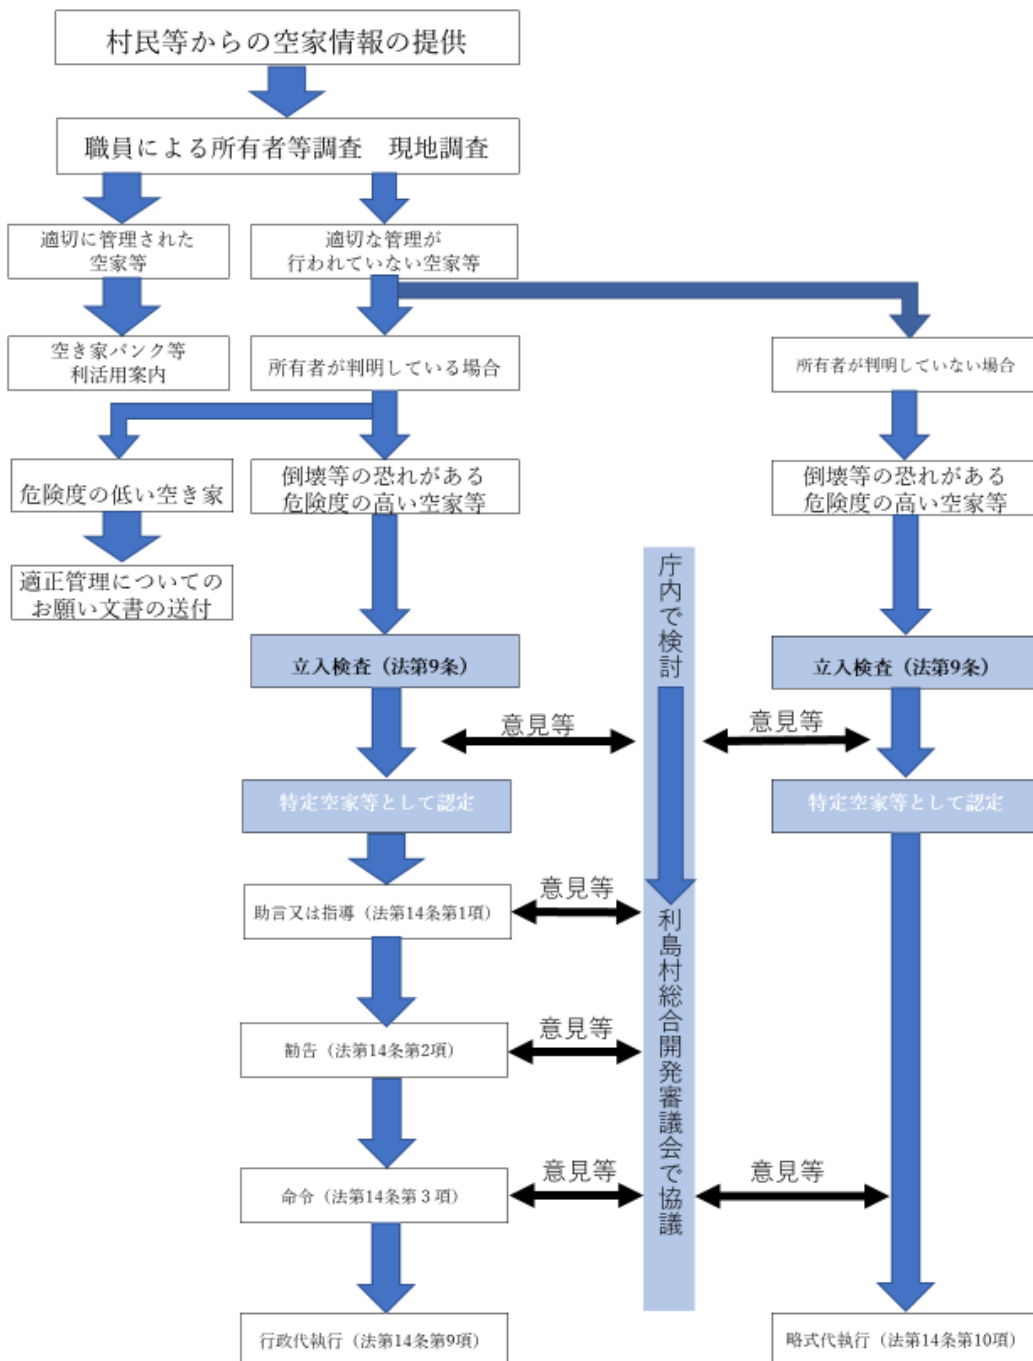 村民等からの空家情報の提供
職員による所有者等調査　現地調査
適切に管理された
空家等
適切な管理が
行われていない空家等
空き家バンク等
利活用案内
所有者が判明している場合
所有者が判明していない場合
危険度の低い空き家
倒壊等の恐れがある
危険度の高い空家等
倒壊等の恐れがある
危険度の高い空家等
適正管理についての
お願い文書の送付
庁内で検討
立入検査（法第9条）
立入検査（法第9条）
意見等
意見等
特定空家等として認定
特定空家等として認定
助言又は指導（法第14条第1項）
意見等
利島村総合開発審議会で協議
勧告（法第14条第2項）
意見等
命令（法第14条第３項）
意見等
意見等
行政代執行（法第14条第9項）
略式代執行（法第14条第10項）